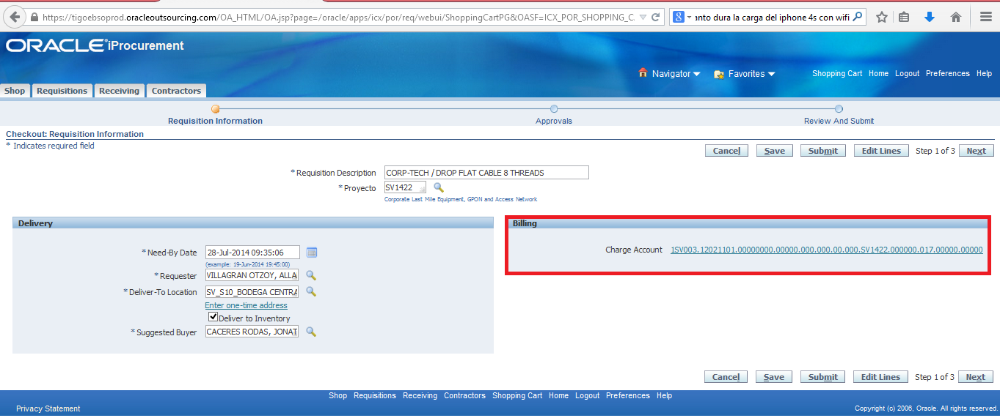 https://tigoebsoprod.oracleoutsourcing.com/OA_HTML/OA.jsp?page=/oracle/apps/icx/por/req/webui/ShoppingCartPG&OASF=ICX_POR_SHOPPING_C
anto dura la carga del iphone 4s con wifi
ORACLE iProcurement
Navigator Favorites Shopping Cart Home Logout Preferences Help
Shop Requisitions Receiving Contractors
Requisition Information Approvals Review And Submit
Checkout: Requisition Information
* Indicates required field
Cancel Save Submit Edit Lines Step 1 of 3 Next
* Requisition Description CORP-TECH / DROP FLAT CABLE 8 THREADS
* Proyecto SV1422
Corporate Last Mile Equipment, GPON and Access Network
Delivery
Billing
* Need-By Date 28-Jul-2014 09:35:06
(example: 19-Jun-2014 19:45:00)
* Requester VILLAGRAN OTZOY, ALLA
* Deliver-To Location SV_S10_BODEGA CENTRA
Enter one-time address
Deliver to Inventory
* Suggested Buyer CACERES RODAS, JONAT
Charge Account 1SV003.12021101.00000000.00000.000.000.00.000.SV1422.000000.017.00000.00000
Cancel Save Submit Edit Lines Step 1 of 3 Next
Shop Requisitions Receiving Contractors Shopping Cart Home Logout Preferences Help
Privacy Statement
Copyright (c) 2006, Oracle. All rights reserved.